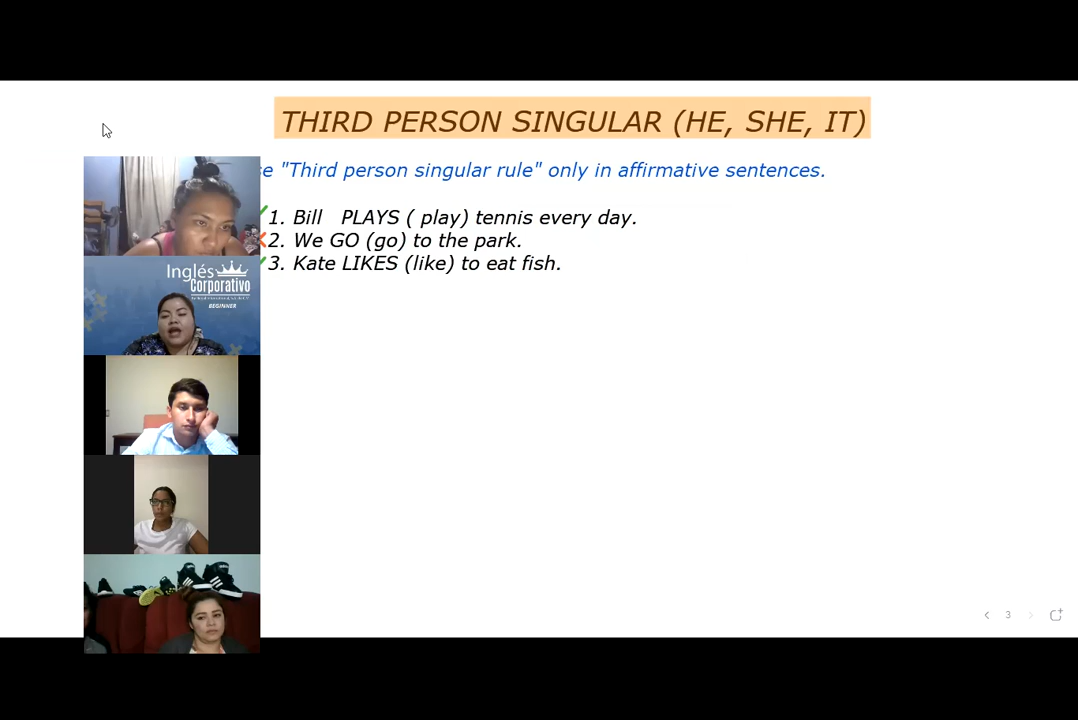 THIRD PERSON SINGULAR (HE, SHE, IT)
"Third person singular rule" only in affirmative sentences.
1. Bill PLAYS ( play) tennis every day.
2. We GO (go) to the park.
3. Kate LIKES (like) to eat fish.
Inglés
Corporativo
BEGINNER
3